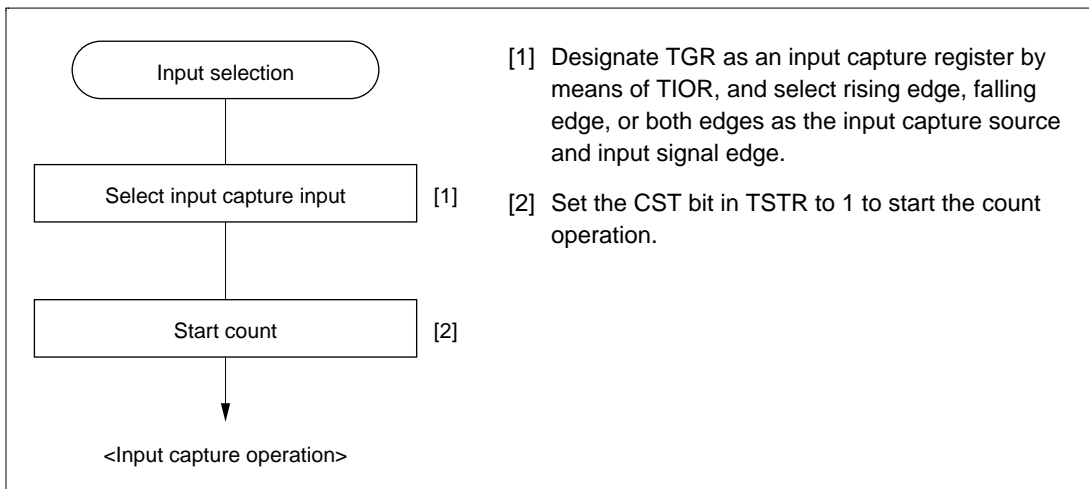 Input selection
Select input capture input
[1]
Start count
[2]
<Input capture operation>
[1] Designate TGR as an input capture register by
means of TIOR, and select rising edge, falling
edge, or both edges as the input capture source
and input signal edge.
[2] Set the CST bit in TSTR to 1 to start the count
operation.